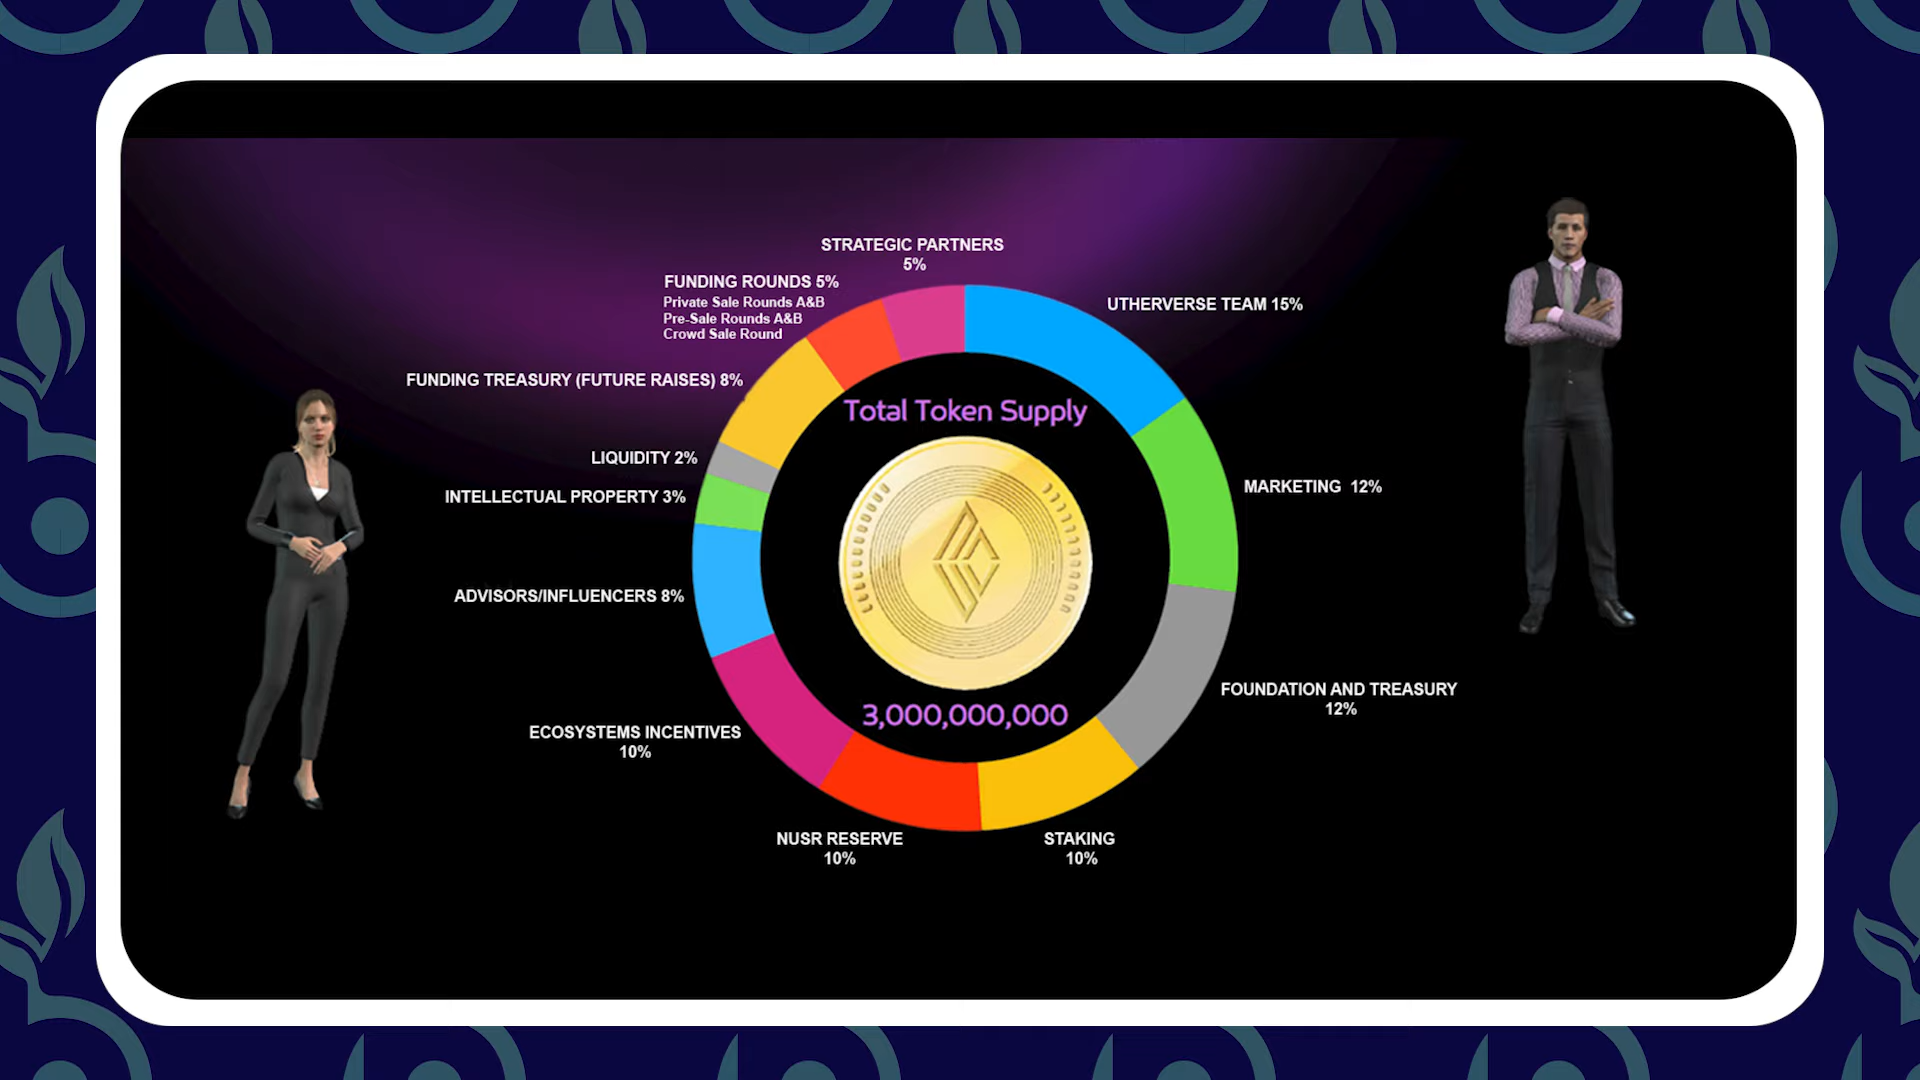 STRATEGIC PARTNERS
5%
FUNDING ROUNDS 5%
Private Sale Rounds A&B
Pre-Sale Rounds A&B
Crowd Sale Round
UTHERVERSE TEAM 15%
FUNDING TREASURY (FUTURE RAISES) 8%
Total Token Supply
LIQUIDITY 2%
INTELLECTUAL PROPERTY 3%
MARKETING 12%
ADVISORS/INFLUENCERS 8%
FOUNDATION AND TREASURY
12%
3,000,000,000
ECOSYSTEMS INCENTIVES
10%
NUSR RESERVE
10%
STAKING
10%